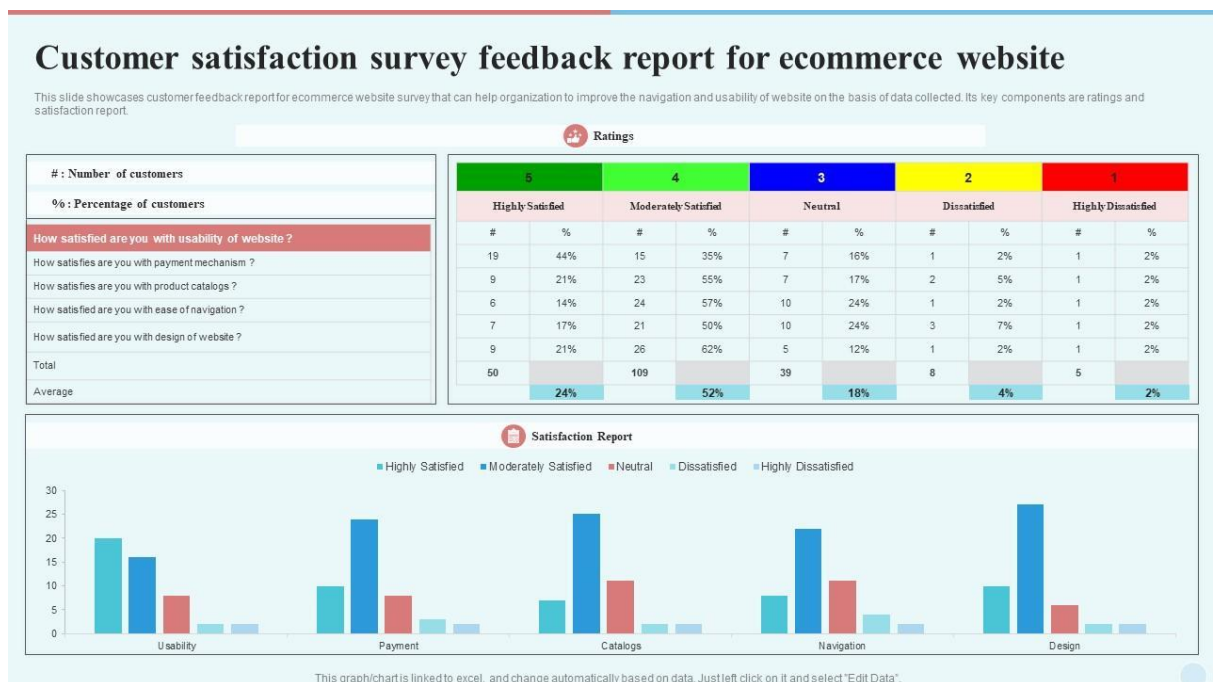 Customer satisfaction survey feedback report for ecommerce website
This slide showcases customer feedback report for ecommerce website survey that can help organization to improve the navigation and usability of website on the basis of data collected. Its key components are ratings and
satisfaction report.
Ratings
# : Number of customers
% : Percentage of customers
How satisfied are you with usability of website ?
How satisfies are you with payment mechanism ?
How satisfies are you with product catalogs ?
How satisfied are you with ease of navigation ?
How satisfied are you with design of website ?
Total
Average
5 4 3 2 1
Highly Satisfied Moderately Satisfied Neutral Dissatisfied Highly Dissatisfied
# % # % # % # % # %
19 44% 15 35% 7 16% 1 2% 1 2%
9 21% 23 55% 7 17% 2 5% 1 2%
6 14% 24 57% 10 24% 1 2% 1 2%
7 17% 21 50% 10 24% 3 7% 1 2%
9 21% 26 62% 5 12% 1 2% 1 2%
50 109 39 8 5
24% 52% 18% 4% 2%
Satisfaction Report
Highly Satisfied Moderately Satisfied Neutral Dissatisfied Highly Dissatisfied
30
25
20
15
10
5
0
Usability Payment Catalogs Navigation Design
This graph/chart is linked to excel, and change automatically based on data. Just left click on it and select "Edit Data".